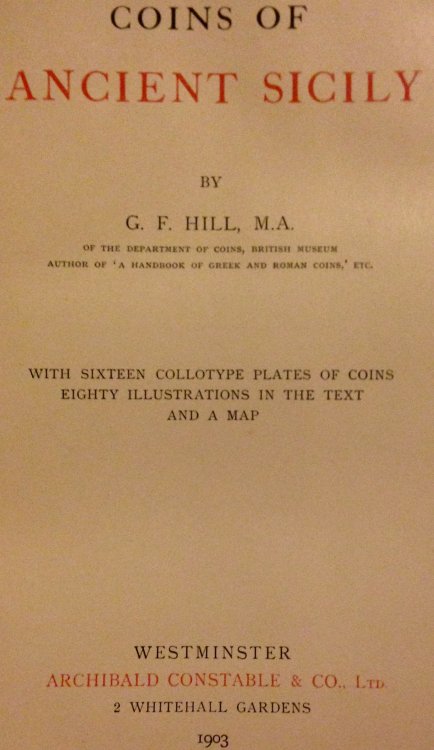 COINS OF
ANCIENT SICILY
BY
G. F. HILL, M.A.
OF THE DEPARTMENT OF COINS, BRITISH MUSEUM
AUTHOR OF 'A HANDBOOK OF GREEK AND ROMAN COINS,' ETC.
WITH SIXTEEN COLLOTYPE PLATES OF COINS
EIGHTY ILLUSTRATIONS IN THE TEXT
AND A MAP
WESTMINSTER
ARCHIBALD CONSTABLE & CO., LTD.
2 WHITEHALL GARDENS
1903